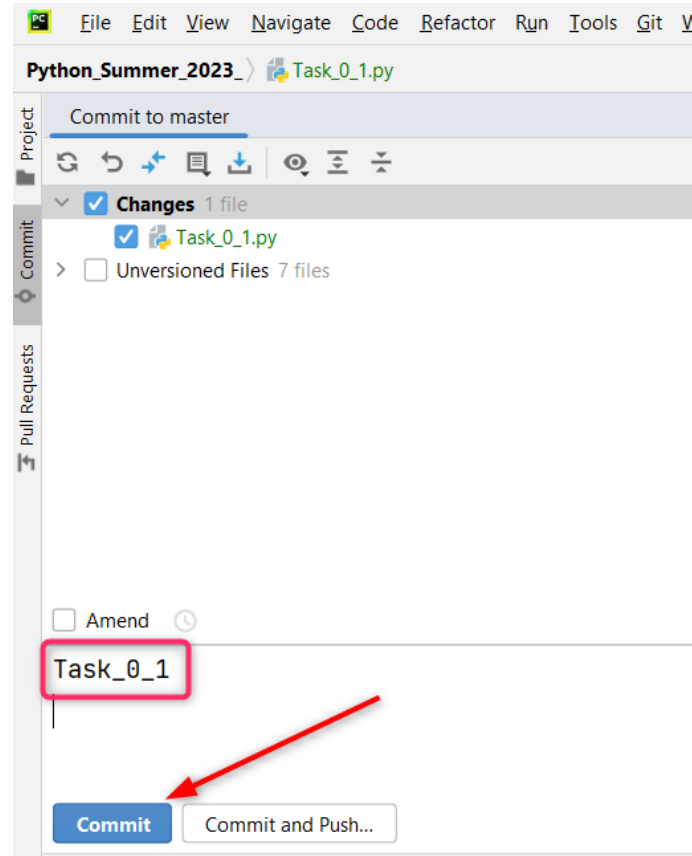 PC File Edit View Navigate Code Refactor Run Tools Git
Python_Summer_2023_ Task_0_1.py
Project
Commit to master
Changes 1 file
Task_0_1.py
Commit
Unversioned Files 7 files
Pull Requests
Amend
Task_0_1
Commit Commit and Push...